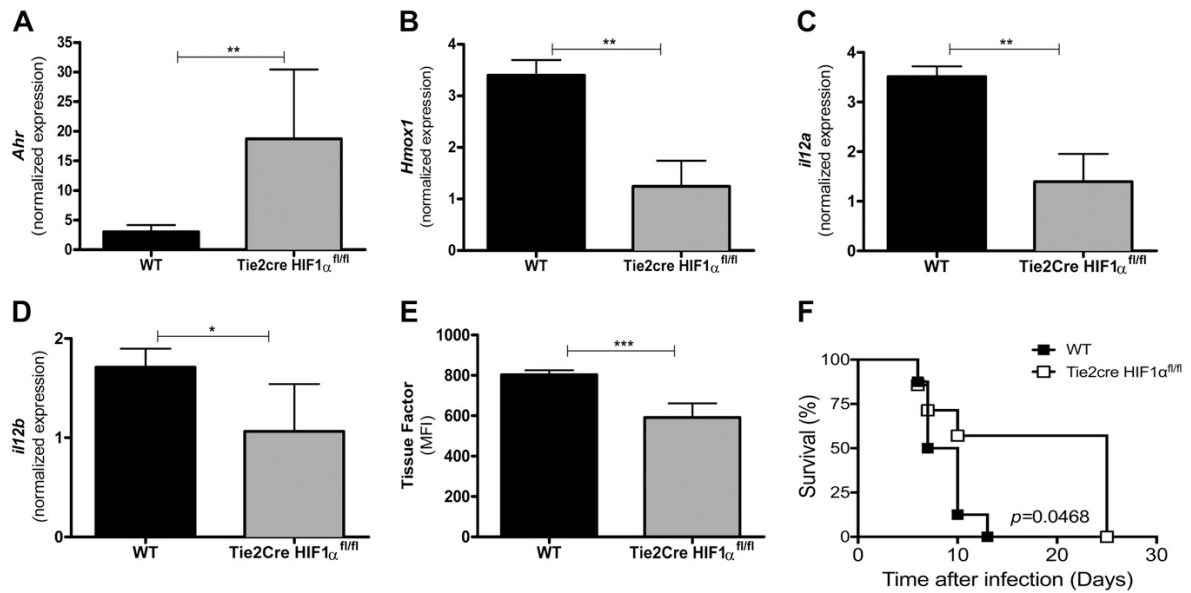 A
Ahr
(normalized expression)
35
30
25
20
15
10
5
0
**
WT
Tie2cre HIF1α fl/fl
B
Hmox1
(normalized expression)
4
3
2
1
0
**
WT
Tie2Cre HIF1α fl/fl
C
il12a
(normalized expression)
4
3
2
1
0
**
WT
Tie2Cre HIF1α fl/fl
D
il12b
(normalized expression)
2
1
0
*
WT
Tie2Cre HIF1α fl/fl
E
Tissue Factor
(MFI)
1000
800
600
400
200
0
***
WT
Tie2Cre HIF1α fl/fl
F
Survival (%)
100
75
50
25
0
WT
Tie2cre HIF1αfl/fl
p=0.0468
0
10
20
30
Time after infection (Days)